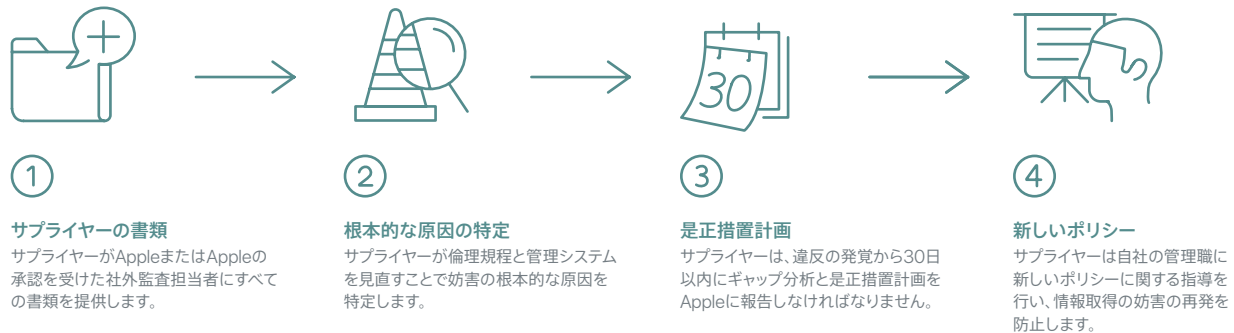 30
1
サプライヤーの書類
サプライヤーがAppleまたはAppleの
承認を受けた社外監査担当者にすべて
の書類を提供します。
2
根本的な原因の特定
サプライヤーが倫理規程と管理システム
を見直すことで妨害の根本的な原因を
特定します。
3
是正措置計画
サプライヤーは、違反の発覚から30日
以内にギャップ分析と是正措置計画を
Appleに報告しなければなりません。
4
新しいポリシー
サプライヤーは自社の管理職に
新しいポリシーに関する指導を
行い、情報取得の妨害の再発を
防止します。